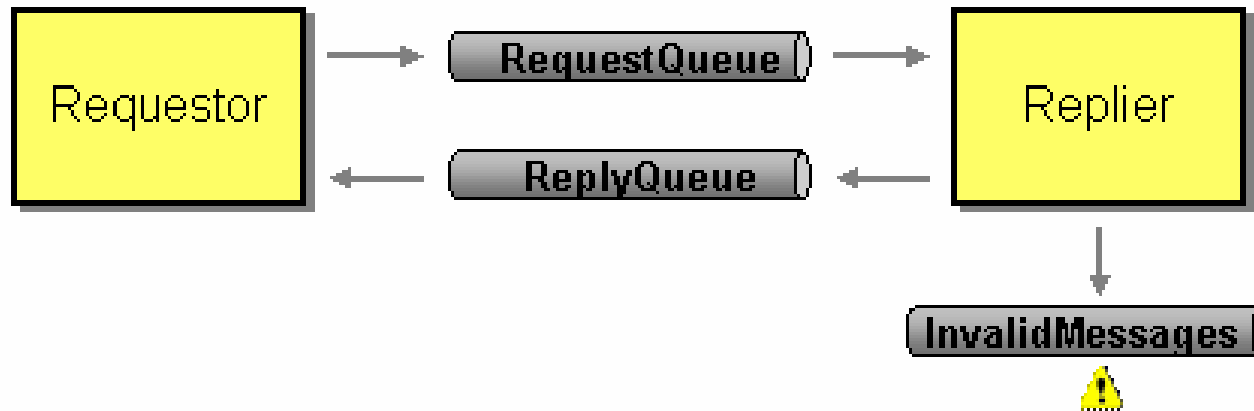 Requestor
RequestQueue
Replier
ReplyQueue
InvalidMessages